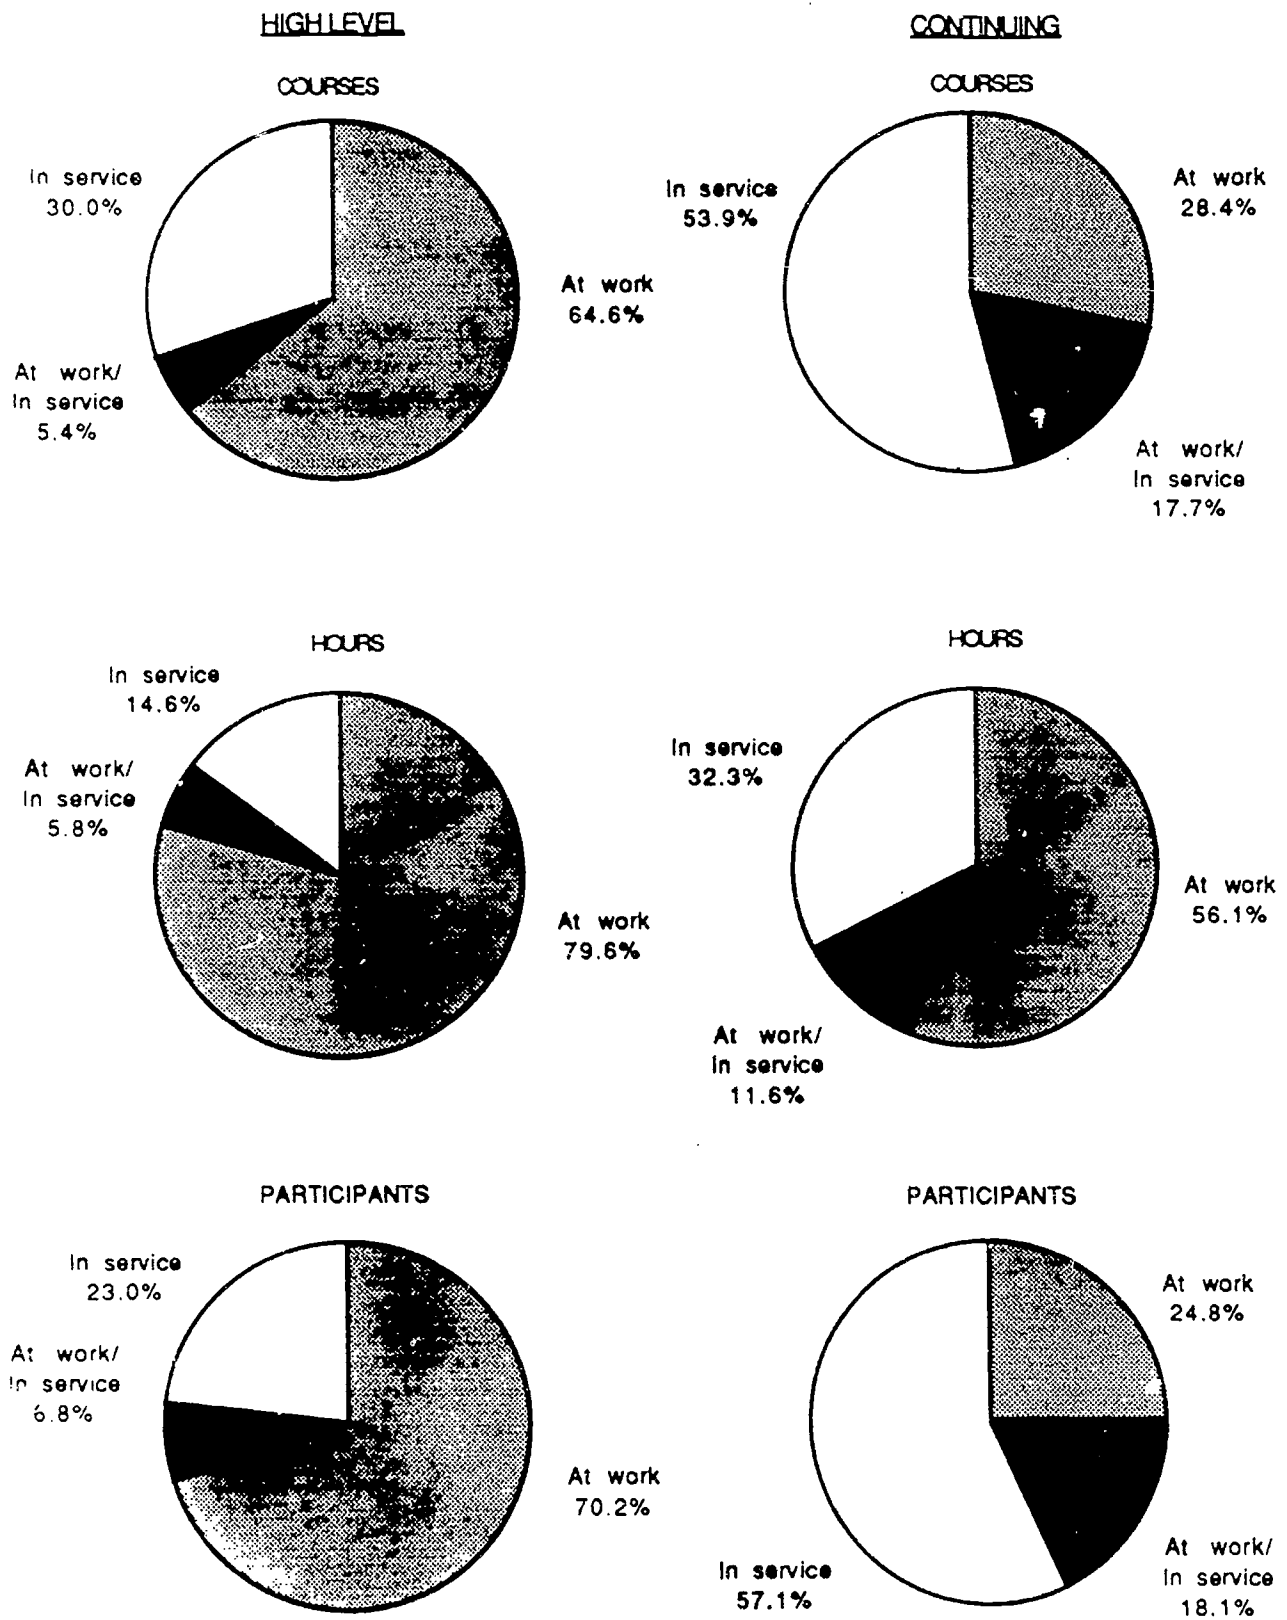 HIGH LEVEL
COURSES
In service
30.0%
At work
64.6%
At work/
In service
5.4%
HOURS
In service
14.6%
At work/
In service
5.8%
At work
79.6%
PARTICIPANTS
In service
23.0%
At work/
In service
6.8%
At work
70.2%
CONTINUING
COURSES
In service
53.9%
At work
28.4%
At work/
In service
17.7%
HOURS
In service
32.3%
At work
56.1%
At work/
In service
11.6%
PARTICIPANTS
At work
24.8%
In service
57.1%
At work/
In service
18.1%